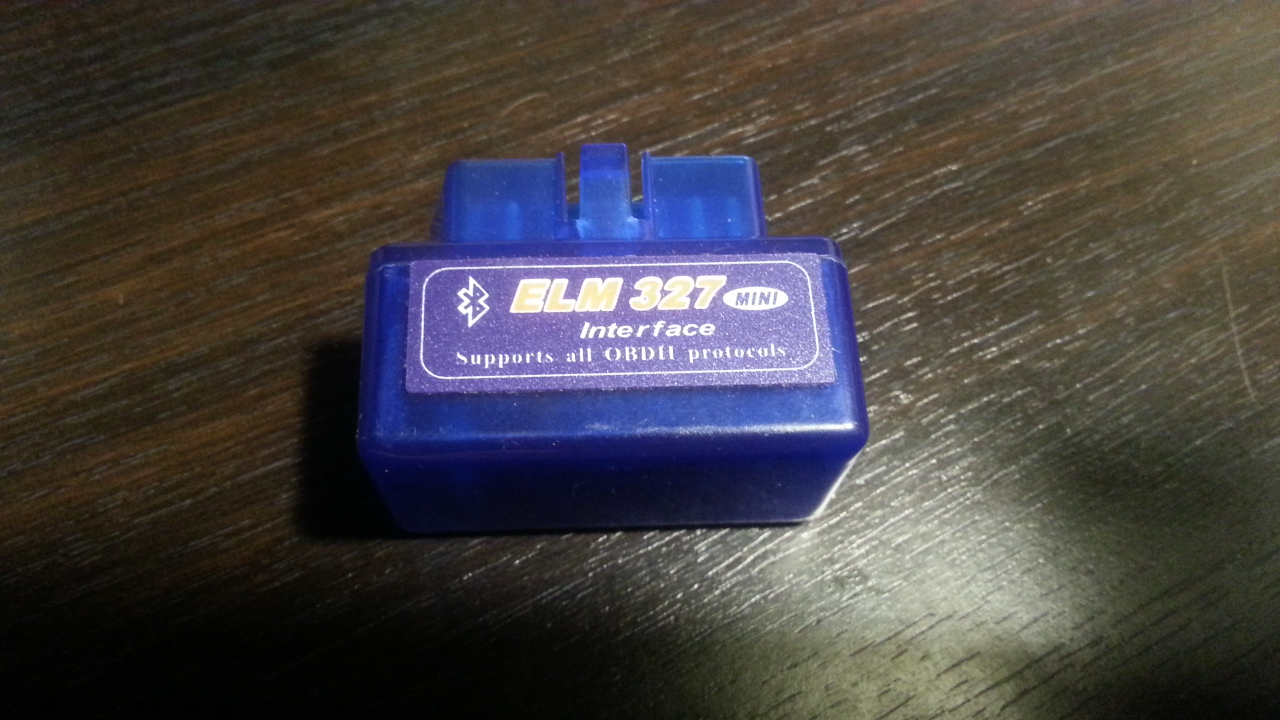 ELM 327 MINI
Interface
Supports all OBDII protocols